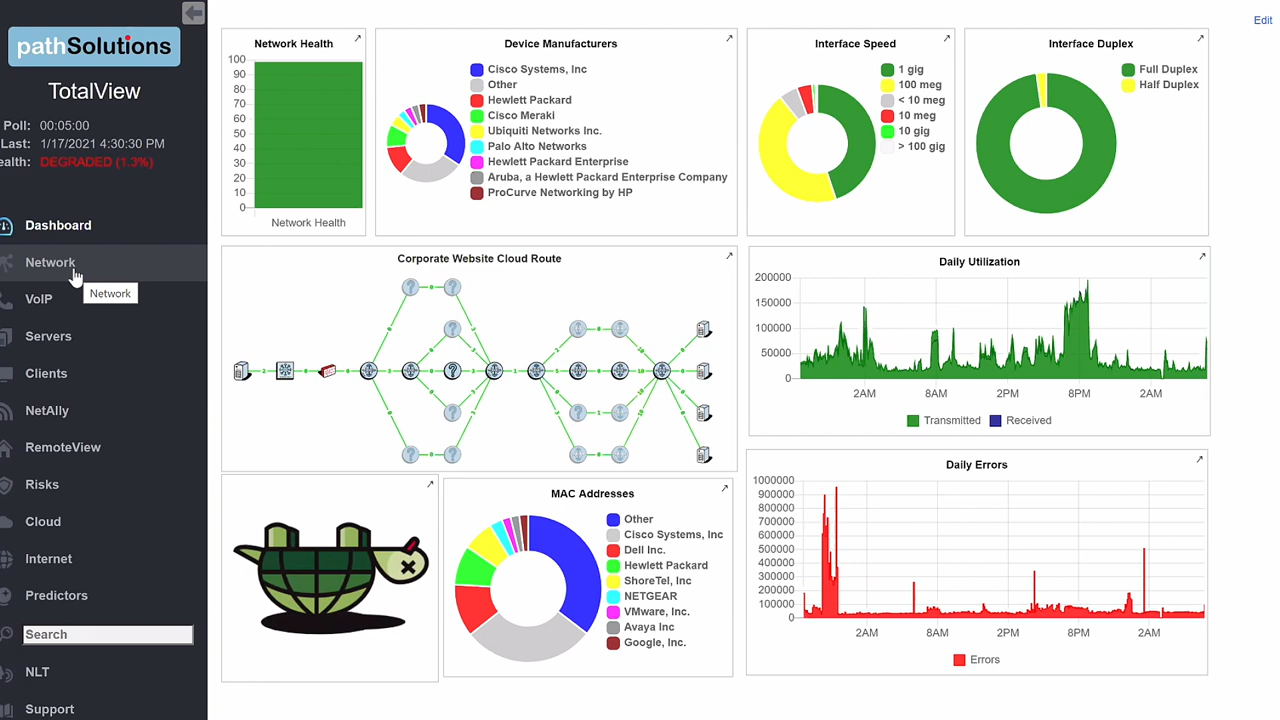 pathSolutions
TotalView
Poll: 00:05:00
Last: 1/17/2021 4:30:30 PM
ealth: DEGRADED (1.3%)
Dashboard
Network
Network
VoIP
Servers
Clients
NetAlly
RemoteView
Risks
Cloud
Internet
Predictors
Search
NLT
Support
Edit
Network Health
100
90
80
70
60
50
40
30
20
10
0
Network Health
Device Manufacturers
Cisco Systems, Inc
Other
Hewlett Packard
Cisco Meraki
Ubiquiti Networks Inc.
Palo Alto Networks
Hewlett Packard Enterprise
Aruba, a Hewlett Packard Enterprise Company
ProCurve Networking by HP
Interface Speed
1 gig
100 meg
< 10 meg
10 meg
10 gig
> 100 gig
Interface Duplex
Full Duplex
Half Duplex
Corporate Website Cloud Route
Daily Utilization
200000
150000
100000
50000
0
2AM 8AM 2PM 8PM 2AM
Transmitted Received
MAC Addresses
Other
Cisco Systems, Inc
Dell Inc.
Hewlett Packard
ShoreTel, Inc
NETGEAR
VMware, Inc.
Avaya Inc
Google, Inc.
Daily Errors
1000000
900000
800000
700000
600000
500000
400000
300000
200000
100000
0
2AM 8AM 2PM 8PM 2AM
Errors